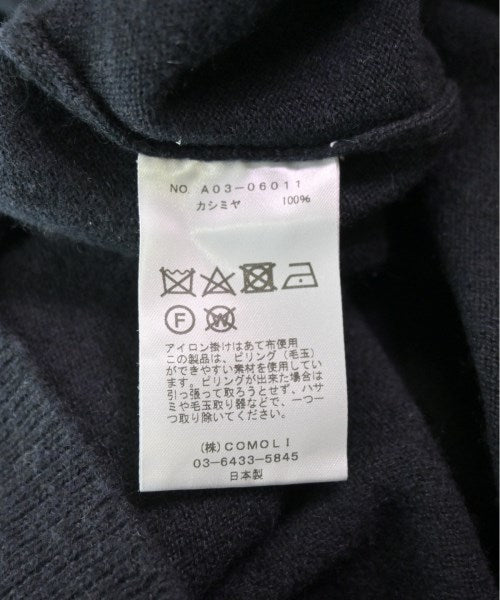 NO. A03-06011
カシミヤ 100%
F W
アイロン掛けはあて布使用
この製品は、ピリング(毛玉)
ができやすい素材を使用してい
ます。ピリングが出来た場合は
引っ張って取ろうとせず、ハサ
ミや毛玉取り器などで、一つ一
つ取り除いてください。
(株)COMOLI
03-6433-5845
日本製